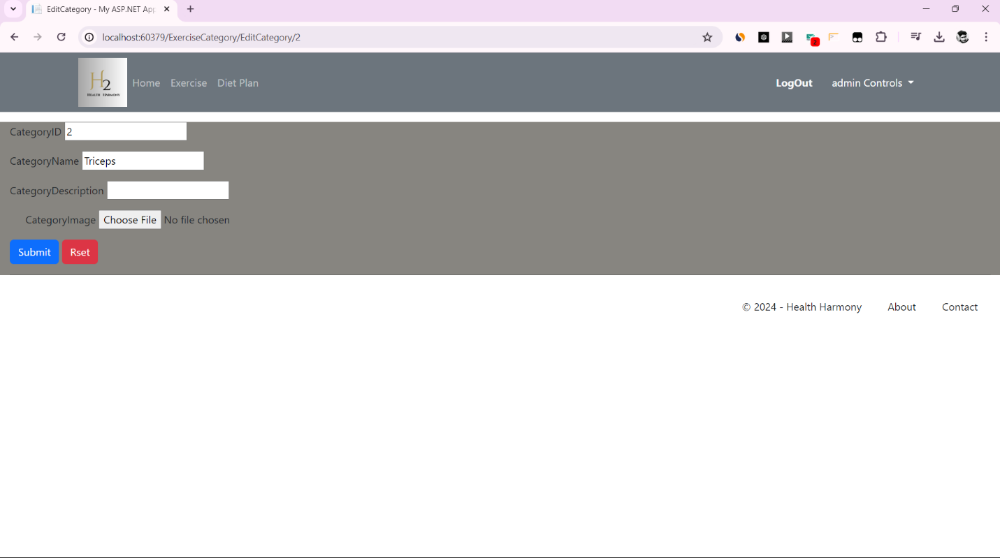 EditCategory - My ASP.NET App
localhost:60379/ExerciseCategory/EditCategory/2
2
H2
HEALTH HARMONY
Home Exercise Diet Plan LogOut admin Controls
CategoryID 2
CategoryName Triceps
CategoryDescription
CategoryImage Choose File No file chosen
Submit Rset
© 2024 - Health Harmony About Contact